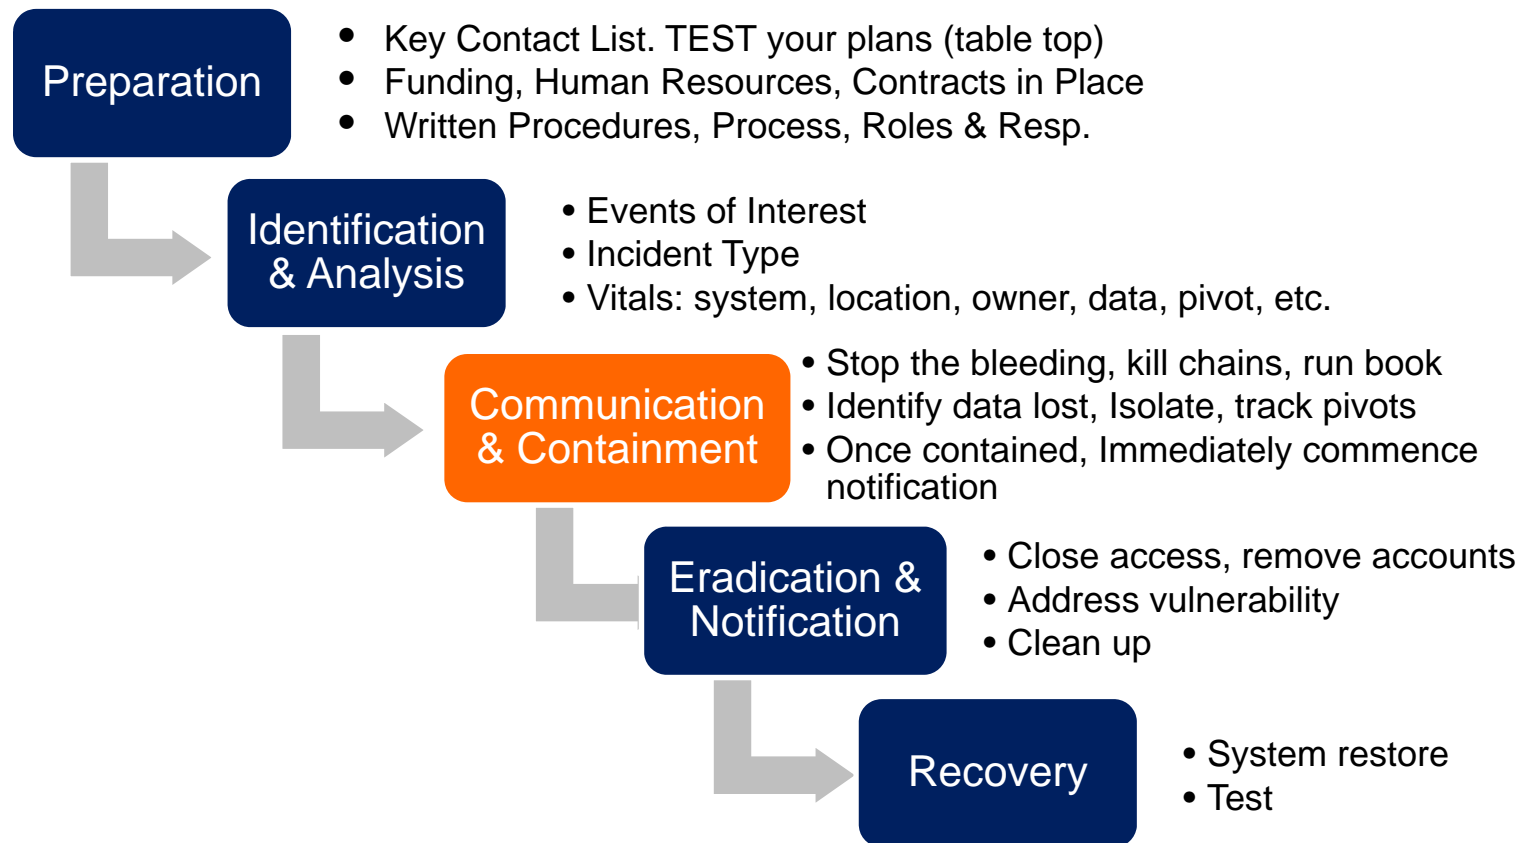 Preparation
• Key Contact List. TEST your plans (table top)
• Funding, Human Resources, Contracts in Place
• Written Procedures, Process, Roles & Resp.
Identification
& Analysis
• Events of Interest
• Incident Type
• Vitals: system, location, owner, data, pivot, etc.
Communication
& Containment
• Stop the bleeding, kill chains, run book
• Identify data lost, Isolate, track pivots
• Once contained, Immediately commence
notification
Eradication &
Notification
• Close access, remove accounts
• Address vulnerability
• Clean up
Recovery
• System restore
• Test